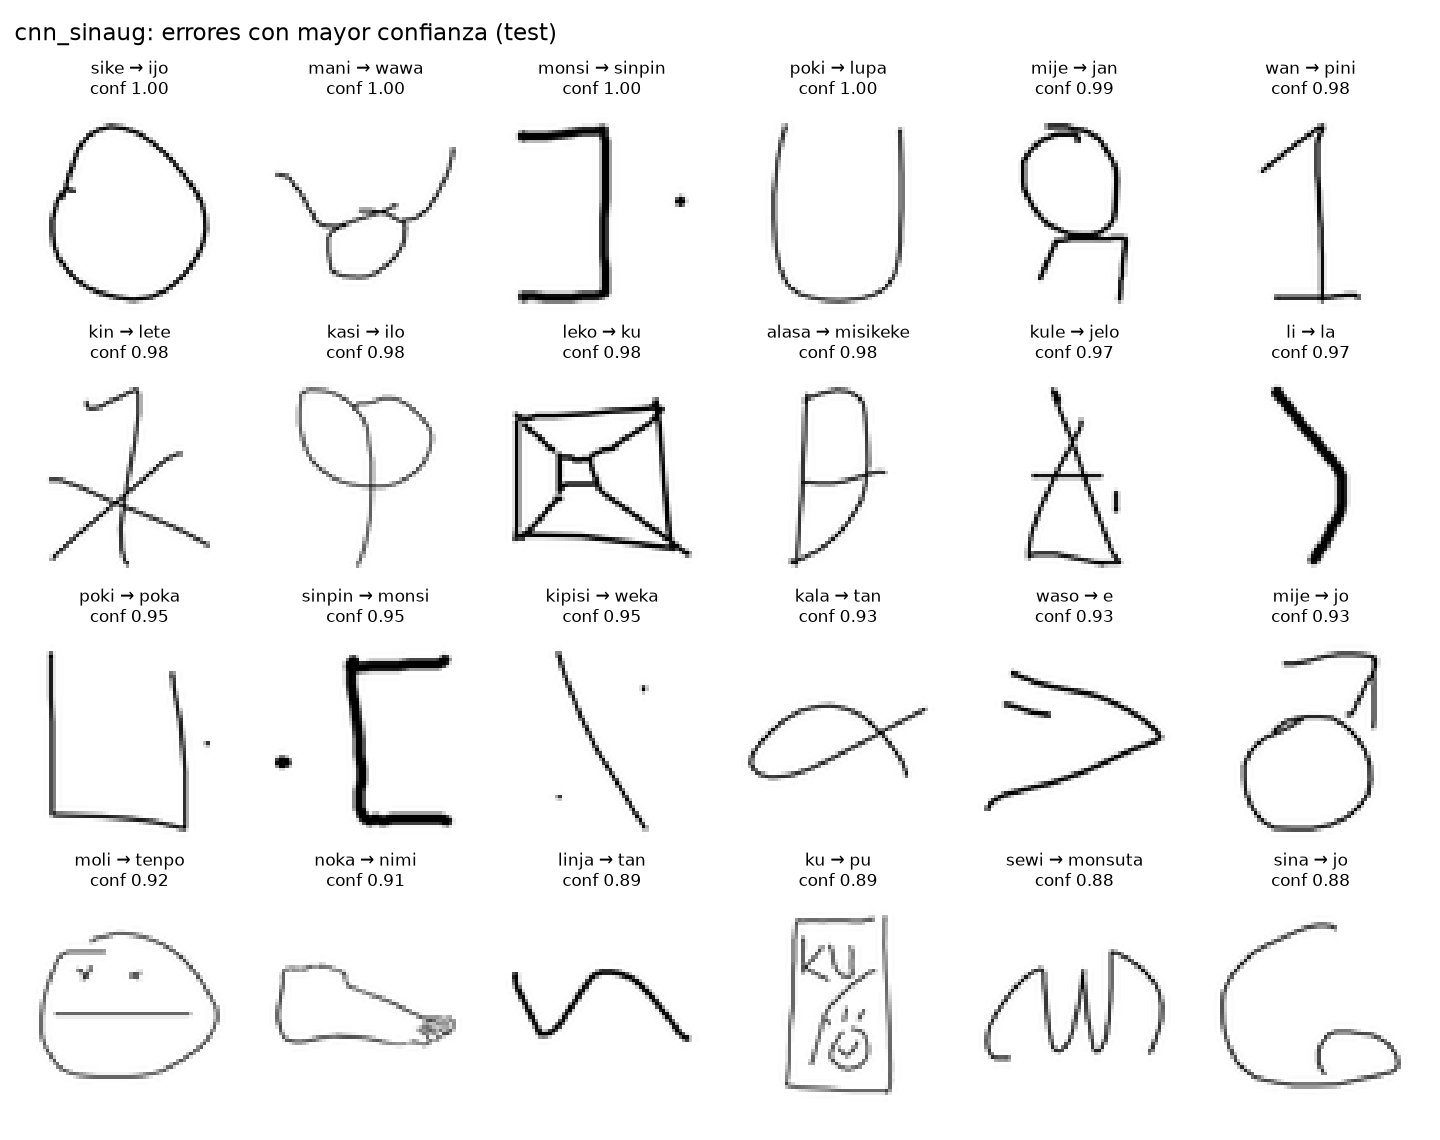 cnn_sinaug: errores con mayor confianza (test)
sike → ijo
conf 1.00
mani → wawa
conf 1.00
monsi → sinpin
conf 1.00
poki → lupa
conf 1.00
mije → jan
conf 0.99
wan → pini
conf 0.98
kin → lete
conf 0.98
kasi → ilo
conf 0.98
leko → ku
conf 0.98
alasa → misikeke
conf 0.98
kule → jelo
conf 0.97
li → la
conf 0.97
poki → poka
conf 0.95
sinpin → monsi
conf 0.95
kipisi → weka
conf 0.95
kala → tan
conf 0.93
waso → e
conf 0.93
mije → jo
conf 0.93
moli → tenpo
conf 0.92
noka → nimi
conf 0.91
linja → tan
conf 0.89
ku → pu
conf 0.89
KU
sewi → monsuta
conf 0.88
sina → jo
conf 0.88